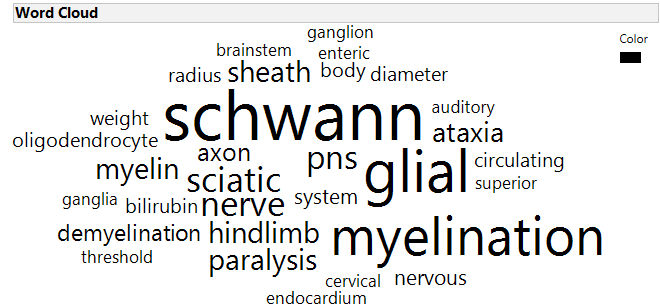 Word Cloud
ganglion
Color
brainstem
enteric
radius
sheath
body
diameter
schwann
auditory
weight
ataxia
oligodendrocyte
axon
pns
glial
circulating
myelin
sciatic
superior
ganglia
bilirubin
nerve
system
demyelination
hindlimb
myelination
threshold
paralysis
cervical
nervous
endocardium